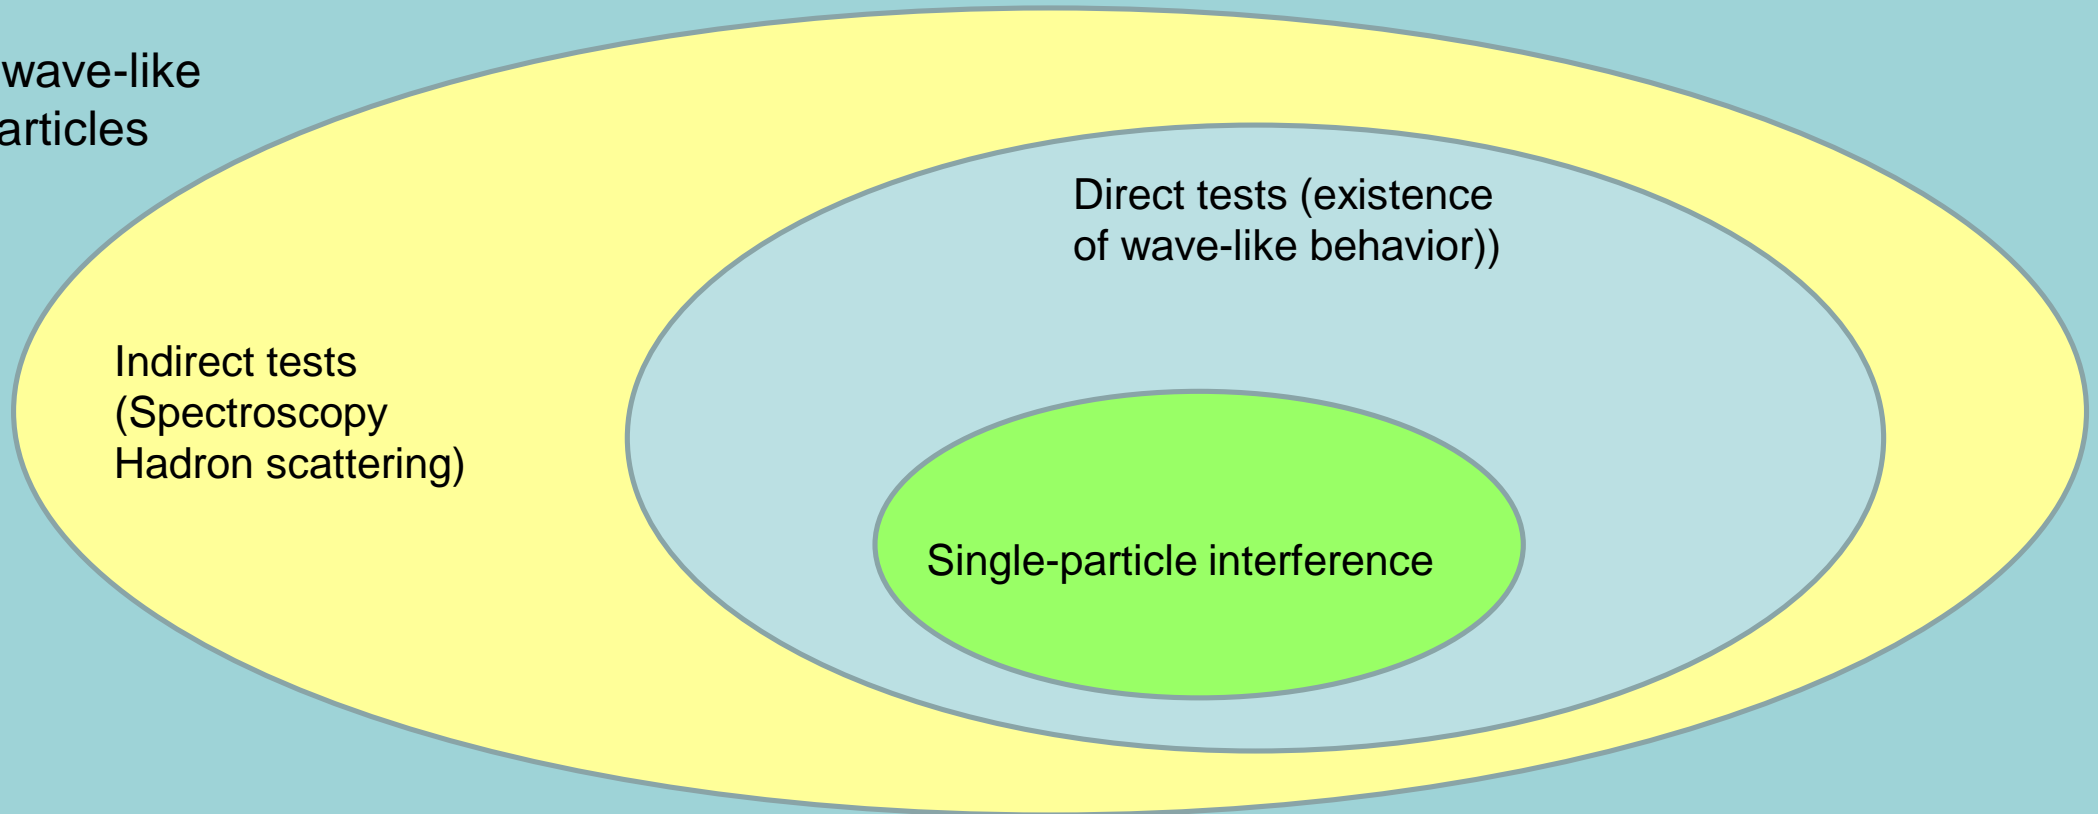 wave-like
articles
Direct tests (existence
of wave-like behavior))
Indirect tests
(Spectroscopy
Hadron scattering)
Single-particle interference